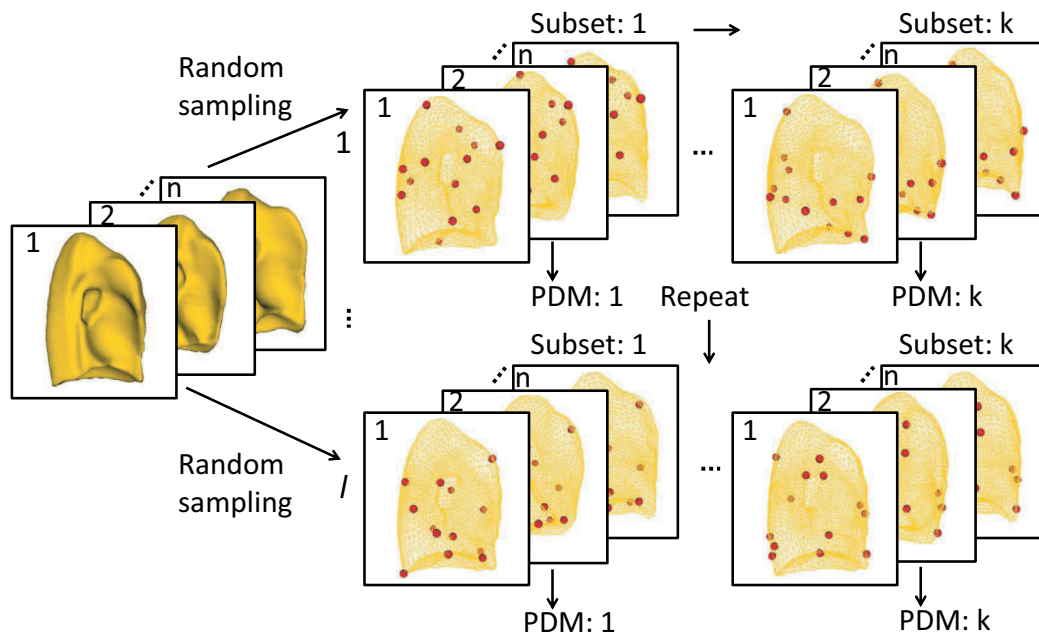 Subset: 1
Subset: k
Random
sampling
1
1
2
n
...
1
2
n
1
2
n
...
...
PDM: 1
Repeat
PDM: k
Subset: 1
Subset: k
Random
sampling
l
1
2
n
...
1
2
n
PDM: 1
PDM: k